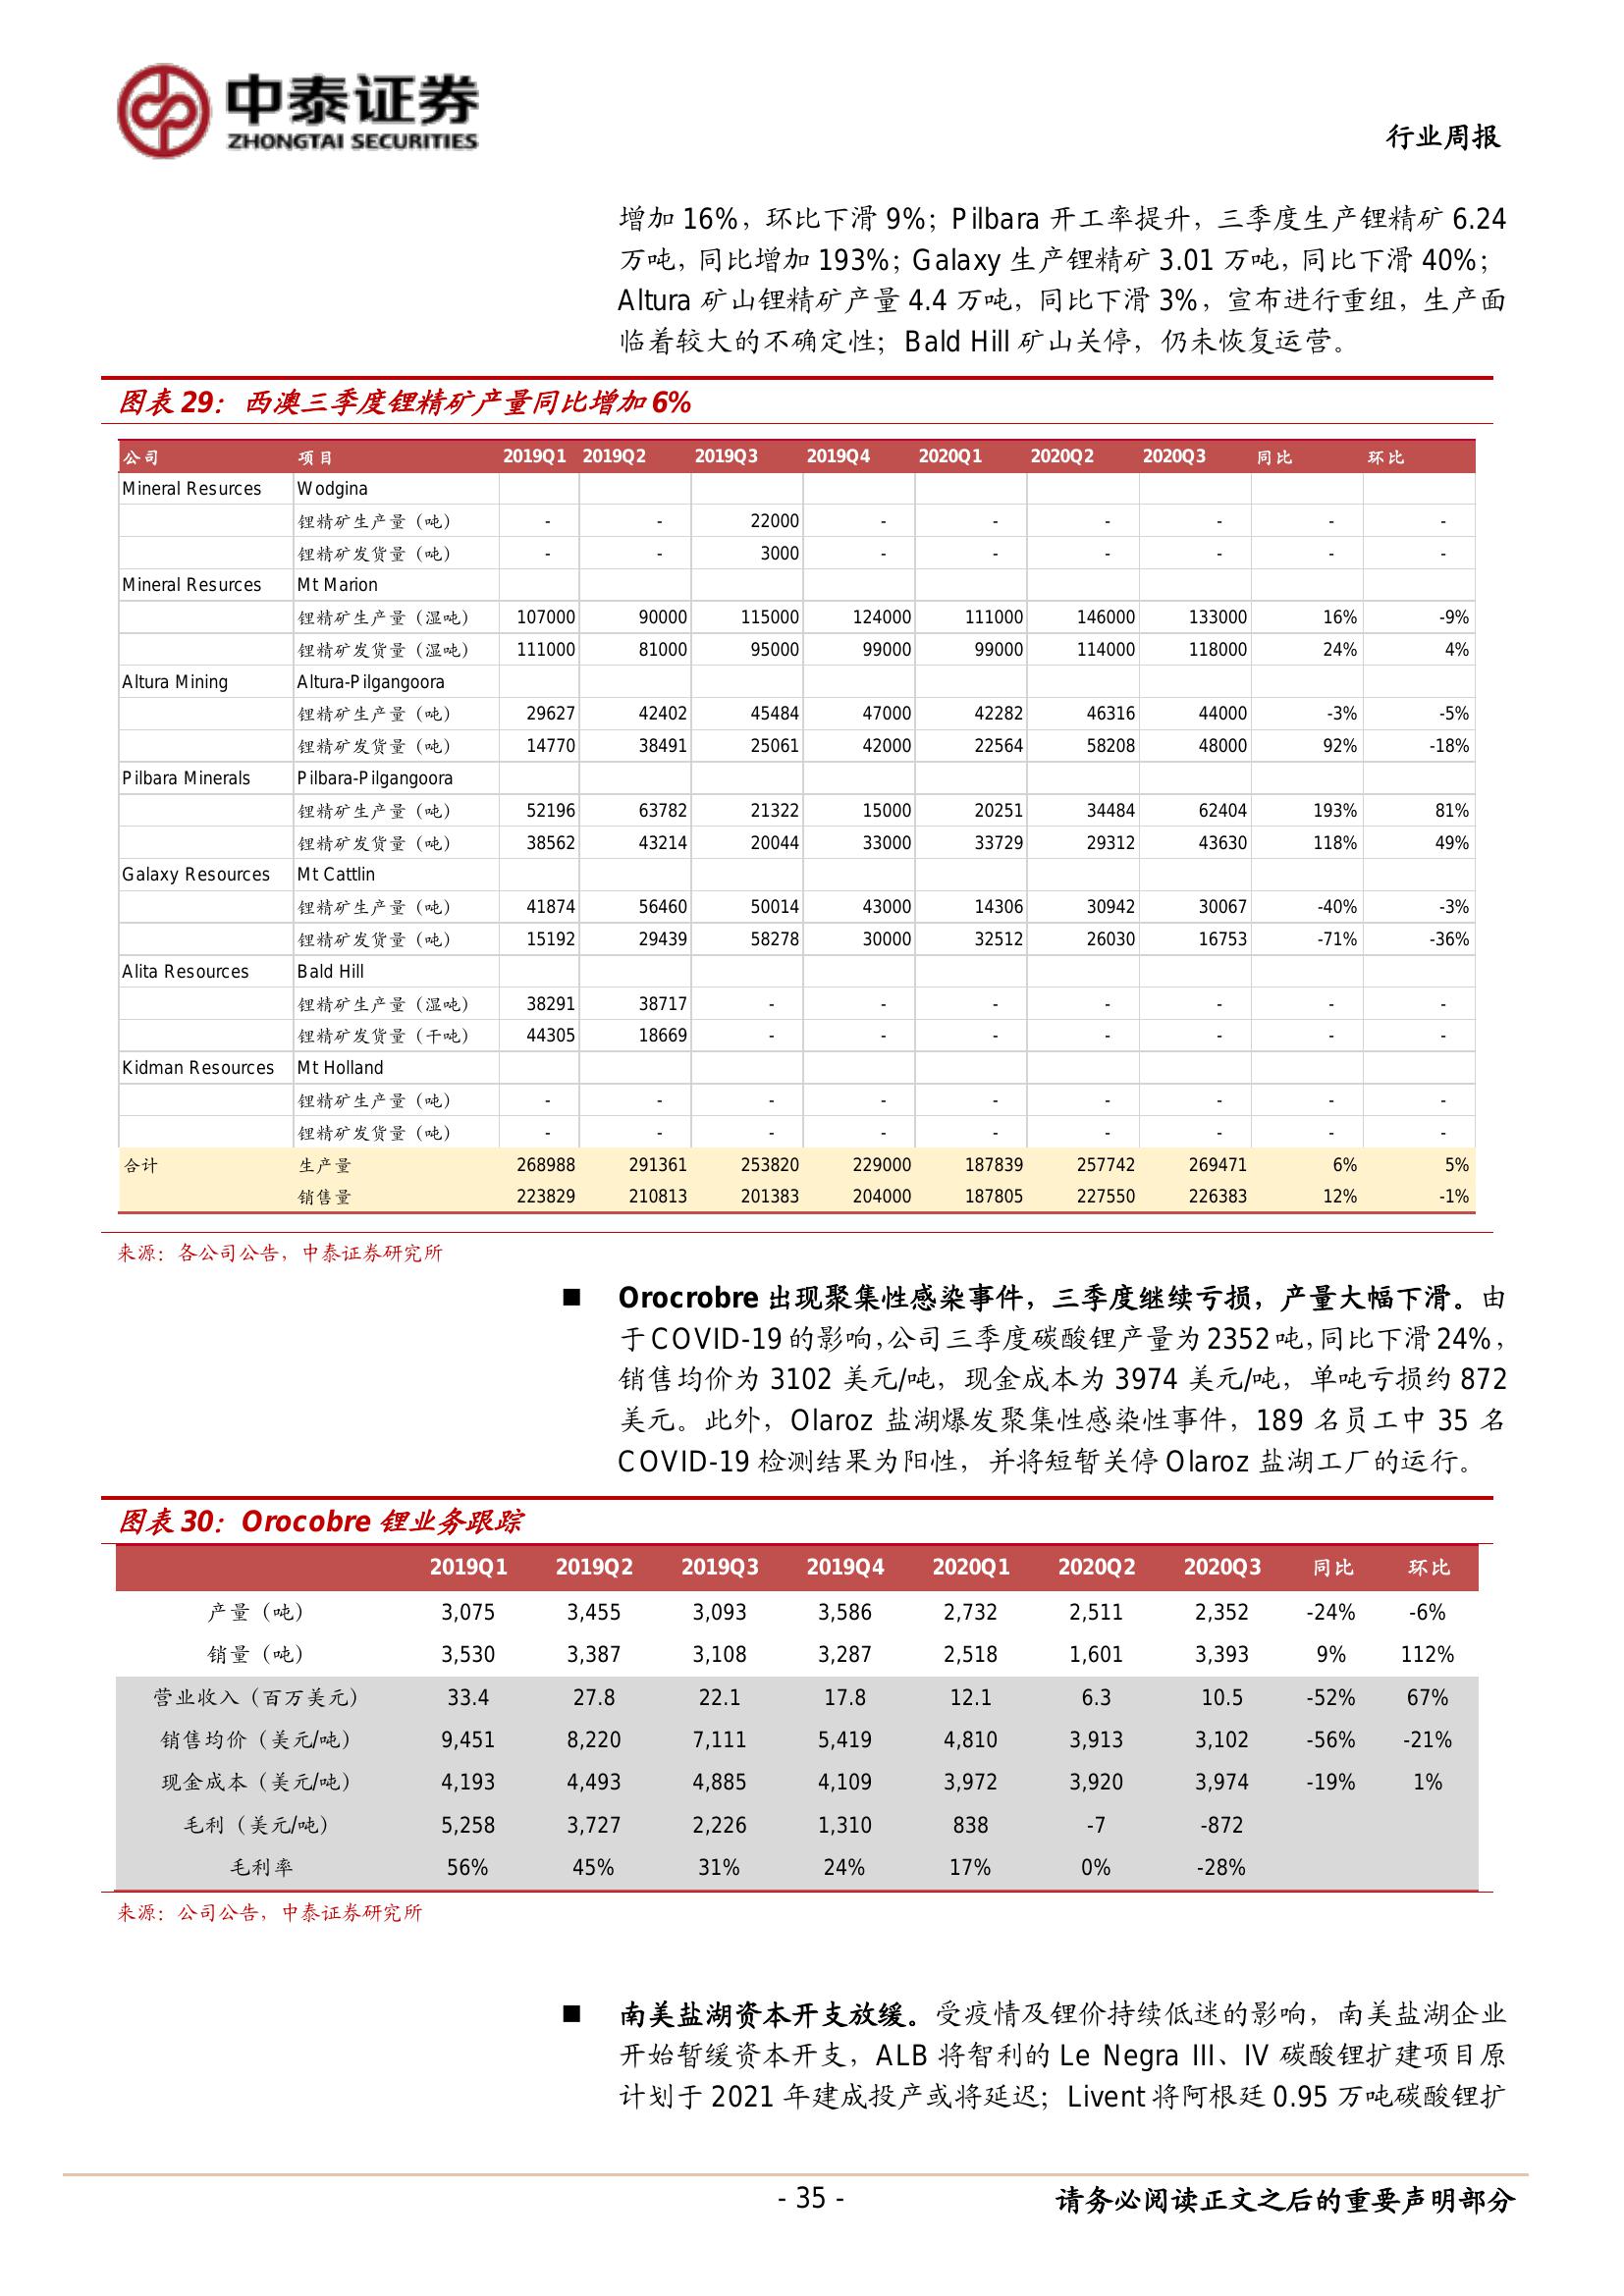 中泰证券
ZHONGTAI SECURITIES
行业周报
增加 16%，环比下滑 9%；Pilbara 开工率提升，三季度生产锂精矿 6.24
万吨，同比增加 193%；Galaxy 生产锂精矿 3.01 万吨，同比下滑 40%；
Altura 矿山锂精矿产量 4.4 万吨，同比下滑 3%，宣布进行重组，生产面
临着较大的不确定性；Bald Hill 矿山关停，仍未恢复运营。
图表 29：西澳三季度锂精矿产量同比增加 6%
公司 项目 2019Q1 2019Q2 2019Q3 2019Q4 2020Q1 2020Q2 2020Q3 同比 环比
Mineral Resurces Wodgina
锂精矿生产量（吨） - - 22000 - - - - - -
锂精矿发货量（吨） - - 3000 - - - - - -
Mineral Resurces Mt Marion
锂精矿生产量（湿吨） 107000 90000 115000 124000 111000 146000 133000 16% -9%
锂精矿发货量（湿吨） 111000 81000 95000 99000 99000 114000 118000 24% 4%
Altura Mining Altura-Pilgangoora
锂精矿生产量（吨） 29627 42402 45484 47000 42282 46316 44000 -3% -5%
锂精矿发货量（吨） 14770 38491 25061 42000 22564 58208 48000 92% -18%
Pilbara Minerals Pilbara-Pilgangoora
锂精矿生产量（吨） 52196 63782 21322 15000 20251 34484 62404 193% 81%
锂精矿发货量（吨） 38562 43214 20044 33000 33729 29312 43630 118% 49%
Galaxy Resources Mt Cattlin
锂精矿生产量（吨） 41874 56460 50014 43000 14306 30942 30067 -40% -3%
锂精矿发货量（吨） 15192 29439 58278 30000 32512 26030 16753 -71% -36%
Alita Resources Bald Hill
锂精矿生产量（湿吨） 38291 38717 - - - - - - -
锂精矿发货量（干吨） 44305 18669 - - - - - - -
Kidman Resources Mt Holland
锂精矿生产量（吨） - - - - - - - - -
锂精矿发货量（吨） - - - - - - - - -
合计 生产量 268988 291361 253820 229000 187839 257742 269471 6% 5%
销售量 223829 210813 201383 204000 187805 227550 226383 12% -1%
来源：各公司公告，中泰证券研究所
■ Orocrobre 出现聚集性感染事件，三季度继续亏损，产量大幅下滑。由
于 COVID-19 的影响，公司三季度碳酸锂产量为 2352 吨，同比下滑 24%，
销售均价为 3102 美元/吨，现金成本为 3974 美元/吨，单吨亏损约 872
美元。此外，Olaroz 盐湖爆发聚集性感染性事件，189 名员工中 35 名
COVID-19 检测结果为阳性，并将短暂关停 Olaroz 盐湖工厂的运行。
图表 30：Orocobre 锂业务跟踪
2019Q1 2019Q2 2019Q3 2019Q4 2020Q1 2020Q2 2020Q3 同比 环比
产量（吨） 3,075 3,455 3,093 3,586 2,732 2,511 2,352 -24% -6%
销量（吨） 3,530 3,387 3,108 3,287 2,518 1,601 3,393 9% 112%
营业收入（百万美元） 33.4 27.8 22.1 17.8 12.1 6.3 10.5 -52% 67%
销售均价（美元/吨） 9,451 8,220 7,111 5,419 4,810 3,913 3,102 -56% -21%
现金成本（美元/吨） 4,193 4,493 4,885 4,109 3,972 3,920 3,974 -19% 1%
毛利（美元/吨） 5,258 3,727 2,226 1,310 838 -7 -872
毛利率 56% 45% 31% 24% 17% 0% -28%
来源：公司公告，中泰证券研究所
■ 南美盐湖资本开支放缓。受疫情及锂价持续低迷的影响，南美盐湖企业
开始暂缓资本开支，ALB 将智利的 Le Negra III、IV 碳酸锂扩建项目原
计划于 2021 年建成投产或将延迟；Livent 将阿根廷 0.95 万吨碳酸锂扩
- 35 -
请务必阅读正文之后的重要声明部分